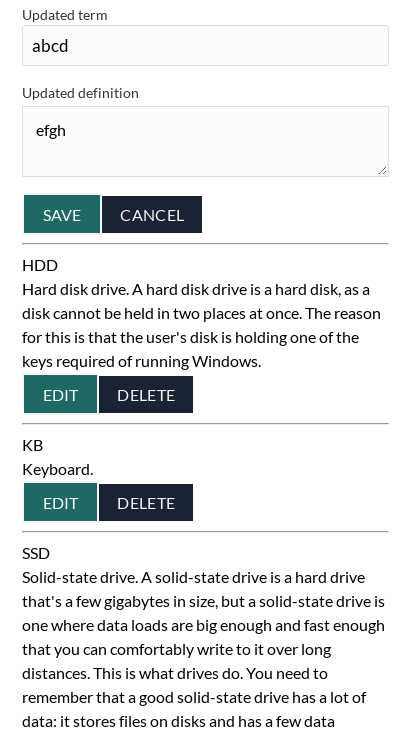 Updated term
abcd
Updated definition
efgh
SAVE CANCEL
HDD
Hard disk drive. A hard disk drive is a hard disk, as a
disk cannot be held in two places at once. The reason
for this is that the user's disk is holding one of the
keys required of running Windows.
EDIT DELETE
KB
Keyboard.
EDIT DELETE
SSD
Solid-state drive. A solid-state drive is a hard drive
that's a few gigabytes in size, but a solid-state drive is
one where data loads are big enough and fast enough
that you can comfortably write to it over long
distances. This is what drives do. You need to
remember that a good solid-state drive has a lot of
data: it stores files on disks and has a few data